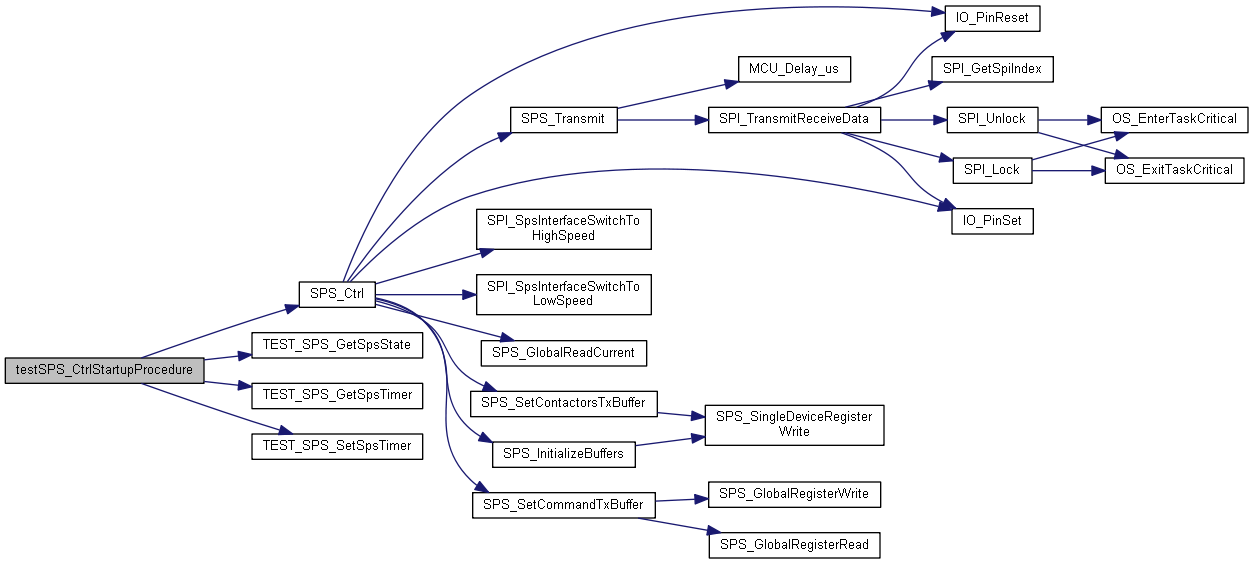 IO_PinReset
MCU_Delay_us
SPI_GetSpiIndex
SPS_Transmit
SPI_TransmitReceiveData
SPI_Unlock
OS_EnterTaskCritical
SPI_Lock
OS_ExitTaskCritical
SPI_SpsInterfaceSwitchTo
HighSpeed
IO_PinSet
SPS_Ctrl
SPI_SpsInterfaceSwitchTo
LowSpeed
TEST_SPS_GetSpsState
SPS_GlobalReadCurrent
testSPS_CtrlStartupProcedure
TEST_SPS_GetSpsTimer
SPS_SetContactorsTxBuffer
SPS_SingleDeviceRegister
Write
TEST_SPS_SetSpsTimer
SPS_InitializeBuffers
SPS_SetCommandTxBuffer
SPS_GlobalRegisterWrite
SPS_GlobalRegisterRead